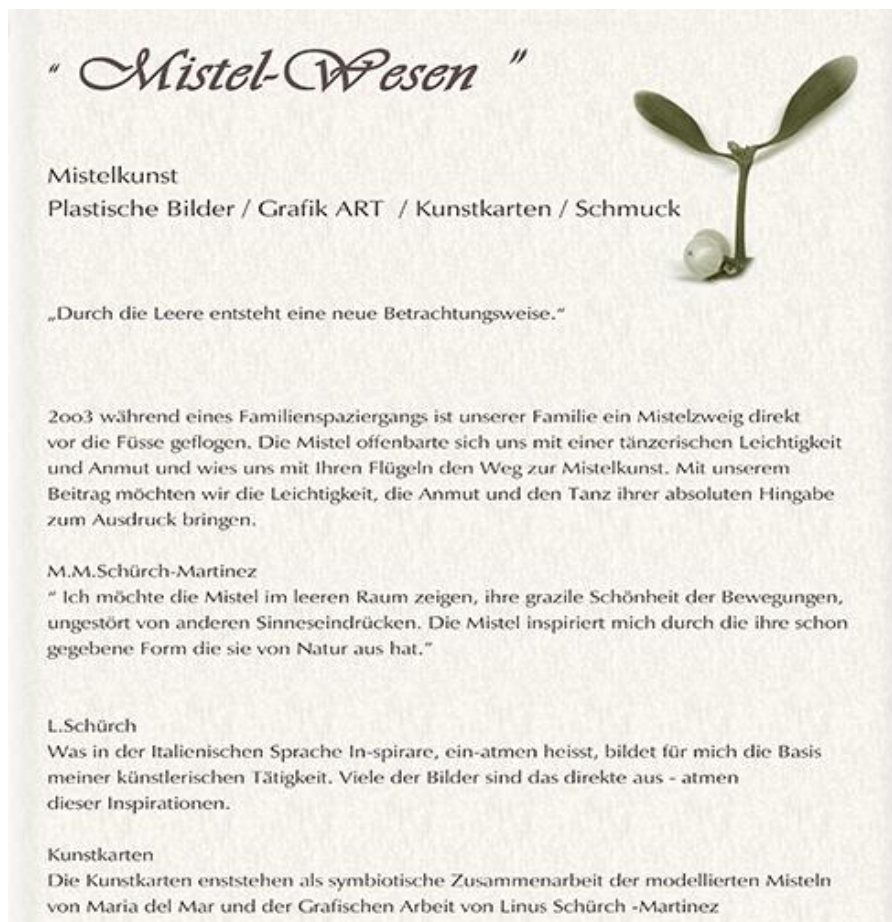 “ Mistel-Wesen ”
Mistelkunst
Plastische Bilder / Grafik ART / Kunstkarten / Schmuck
„Durch die Leere entsteht eine neue Betrachtungsweise.“
2oo3 während eines Familienspaziergangs ist unserer Familie ein Mistelzweig direkt
vor die Füsse geflogen. Die Mistel offenbarte sich uns mit einer tänzerischen Leichtigkeit
und Anmut und wies uns mit Ihren Flügeln den Weg zur Mistelkunst. Mit unserem
Beitrag möchten wir die Leichtigkeit, die Anmut und den Tanz ihrer absoluten Hingabe
zum Ausdruck bringen.
M.M.Schürch-Martinez
“ Ich möchte die Mistel im leeren Raum zeigen, ihre grazile Schönheit der Bewegungen,
ungestört von anderen Sinneseindrücken. Die Mistel inspiriert mich durch die ihre schon
gegebene Form die sie von Natur aus hat.”
L.Schürch
Was in der Italienischen Sprache In-spirare, ein-atmen heisst, bildet für mich die Basis
meiner künstlerischen Tätigkeit. Viele der Bilder sind das direkte aus - atmen
dieser Inspirationen.
Kunstkarten
Die Kunstkarten enststehen als symbiotische Zusammenarbeit der modellierten Misteln
von Maria del Mar und der Grafischen Arbeit von Linus Schürch -Martinez